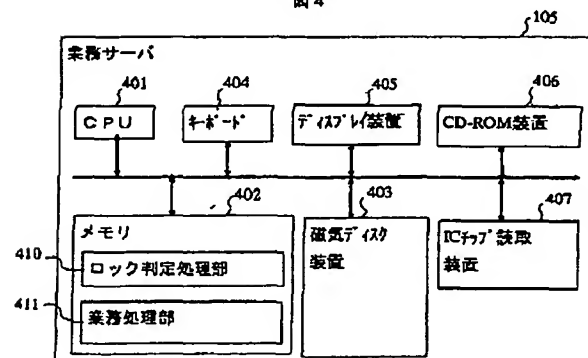 図4
105
業務サーバ
401
404
405
406
CPU
キーボード
ディスプレイ装置
CD-ROM装置
402
403
407
メモリ
磁気ディスク
装置
ICチップ読取
装置
410
ロック判定処理部
411
業務処理部